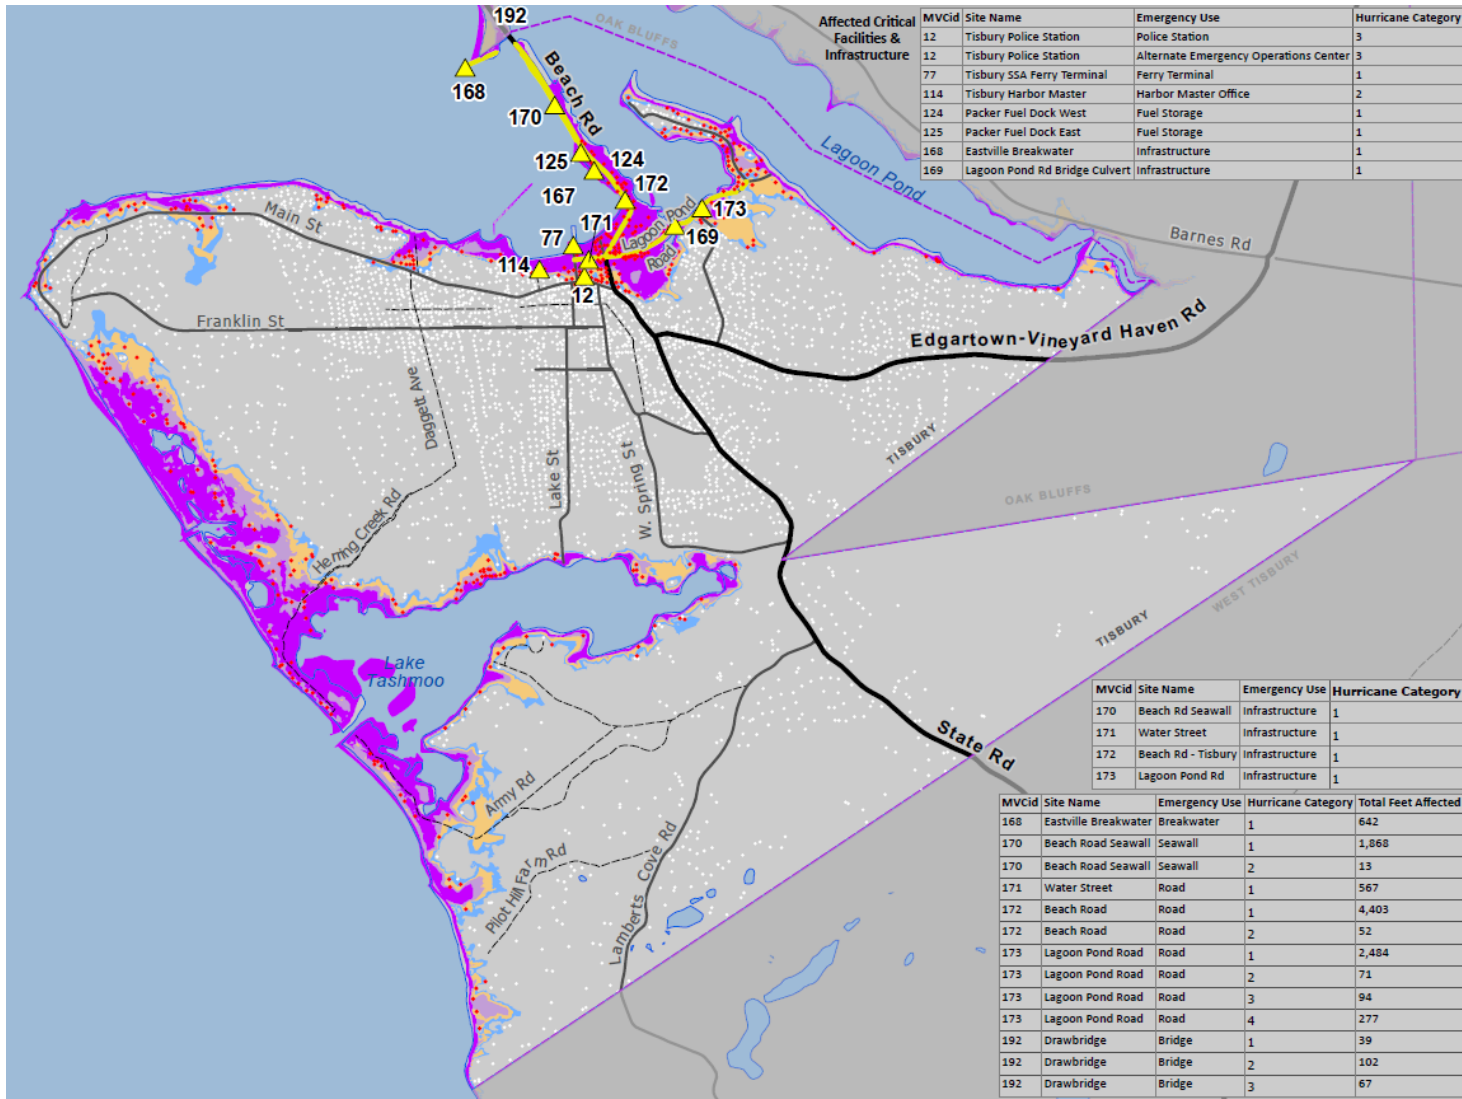 192
OAK BLUFFS
Beach Rd
168
170
125
124
167
172
171
173
77
169
114
12
Lagoon Pond
Lagoon Pond
Road
Barnes Rd
Main St
Franklin St
Edgartown-Vineyard Haven Rd
Daggett Ave
TISBURY
Lake St
W. Spring St
OAK BLUFFS
Herring Creek Rd
WEST TISBURY
TISBURY
Lake
Tashmoo
State Rd
Army Rd
Pilot Hill Farm Rd
Lamberts Cove Rd
Affected Critical
Facilities &
Infrastructure
MVCid Site Name Emergency Use Hurricane Category
12 Tisbury Police Station Police Station 3
12 Tisbury Police Station Alternate Emergency Operations Center 3
77 Tisbury SSA Ferry Terminal Ferry Terminal 1
114 Tisbury Harbor Master Harbor Master Office 2
124 Packer Fuel Dock West Fuel Storage 1
125 Packer Fuel Dock East Fuel Storage 1
168 Eastville Breakwater Infrastructure 1
169 Lagoon Pond Rd Bridge Culvert Infrastructure 1
MVCid Site Name Emergency Use Hurricane Category
170 Beach Rd Seawall Infrastructure 1
171 Water Street Infrastructure 1
172 Beach Rd - Tisbury Infrastructure 1
173 Lagoon Pond Rd Infrastructure 1
MVCid Site Name Emergency Use Hurricane Category Total Feet Affected
168 Eastville Breakwater Breakwater 1 642
170 Beach Road Seawall Seawall 1 1,868
170 Beach Road Seawall Seawall 2 13
171 Water Street Road 1 567
172 Beach Road Road 1 4,403
172 Beach Road Road 2 52
173 Lagoon Pond Road Road 1 2,484
173 Lagoon Pond Road Road 2 71
173 Lagoon Pond Road Road 3 94
173 Lagoon Pond Road Road 4 277
192 Drawbridge Bridge 1 39
192 Drawbridge Bridge 2 102
192 Drawbridge Bridge 3 67